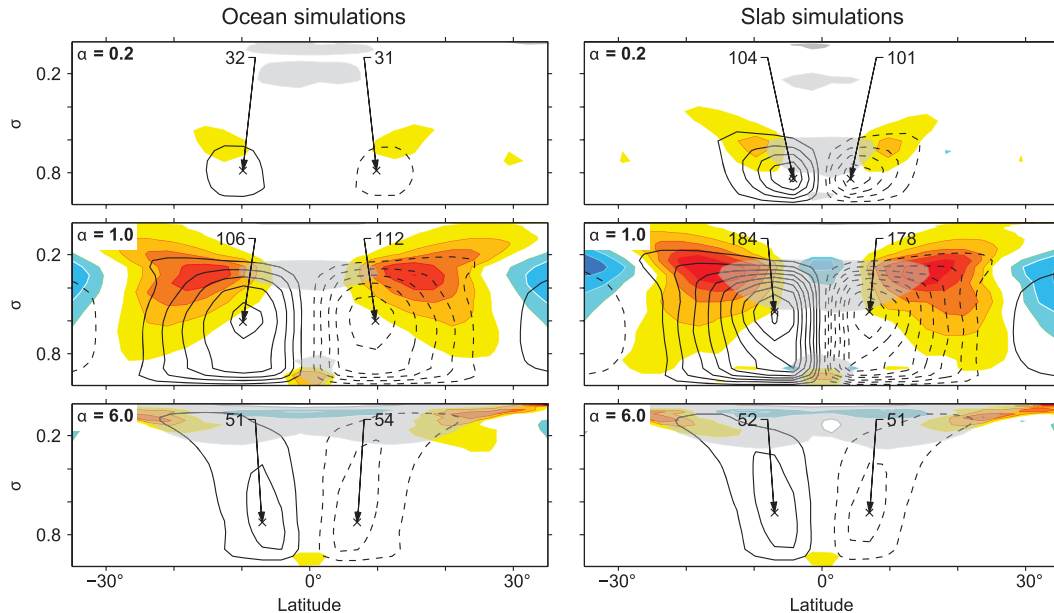 Ocean simulations
Slab simulations
α = 0.2
32
31
0.2
σ
0.8
α = 0.2
104
101
α = 1.0
106
112
0.2
σ
0.8
α = 1.0
184
178
α = 6.0
51
54
0.2
σ
0.8
α = 6.0
52
51
−30°
0°
30°
Latitude
−30°
0°
30°
Latitude